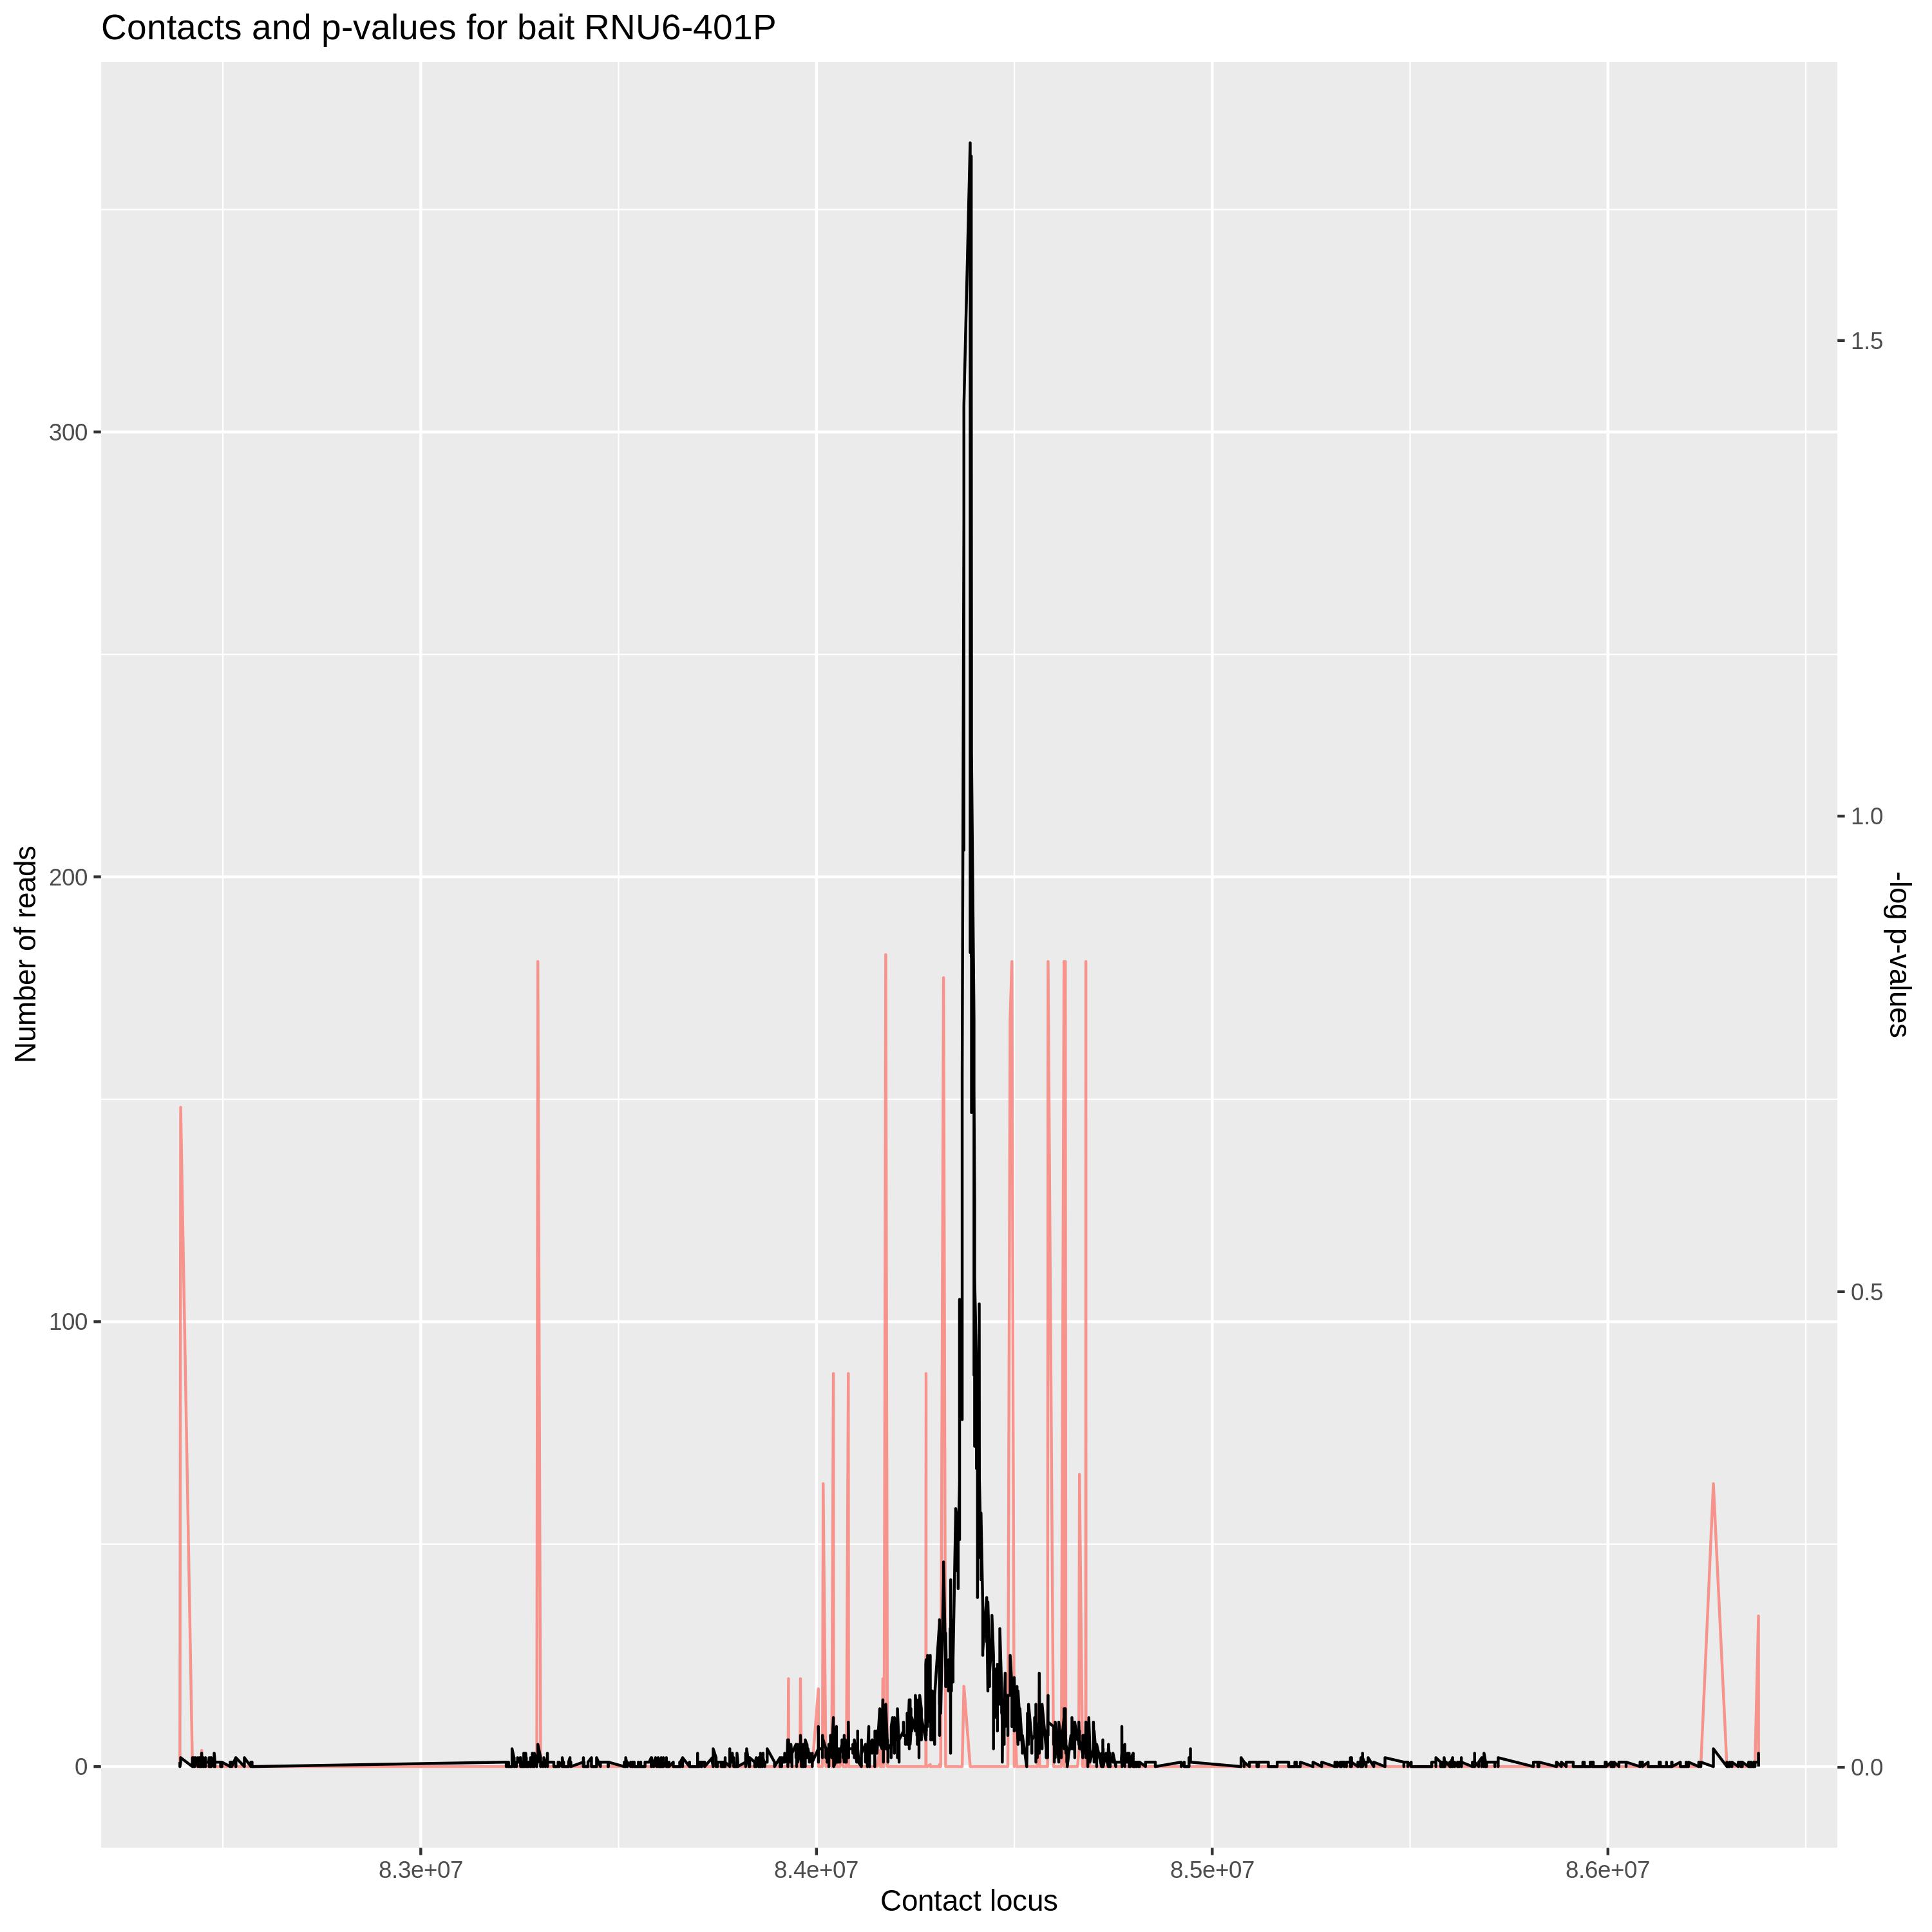 Contacts and p-values for bait RNU6-401P
Number of reads
300
200
100
0
1.5
1.0
0.5
0.0
-log p-values
8.3e+07
8.4e+07
8.5e+07
8.6e+07
Contact locus